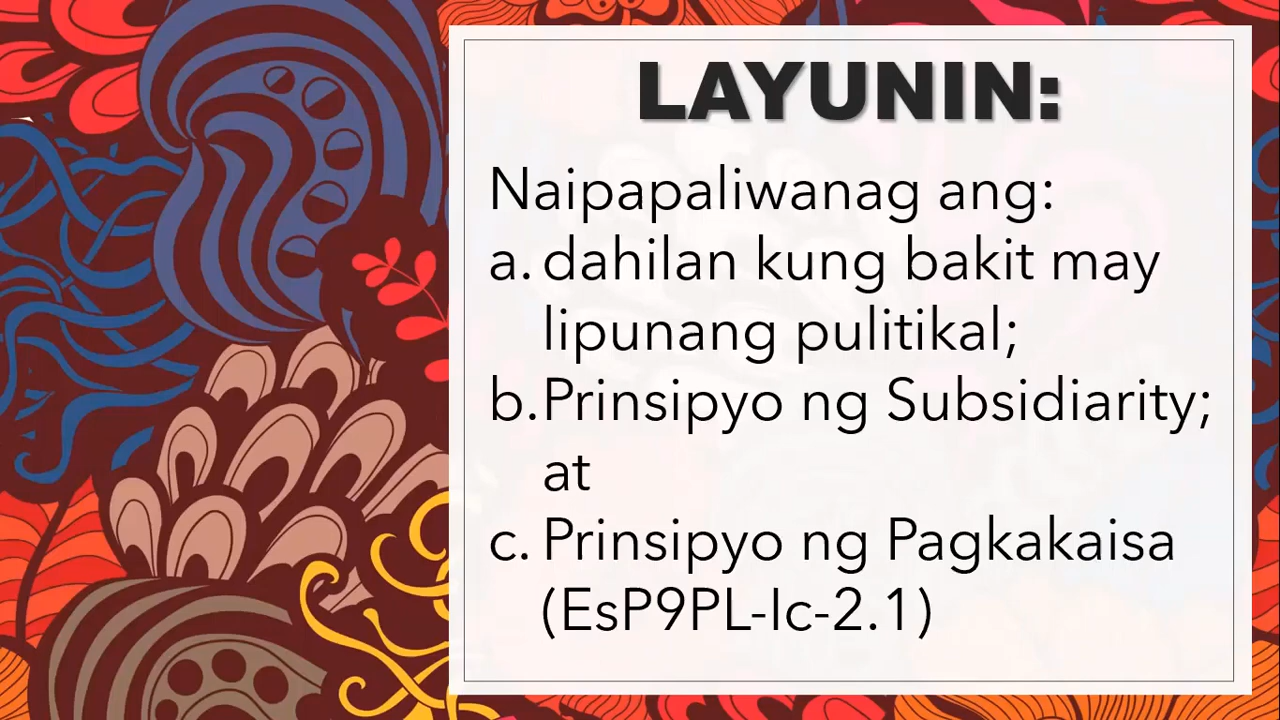 LAYUNIN:
Naipapaliwanag ang:
a. dahilan kung bakit may
lipunang pulitikal;
b. Prinsipyo ng Subsidiarity;
at
c. Prinsipyo ng Pagkakaisa
(EsP9PL-Ic-2.1)